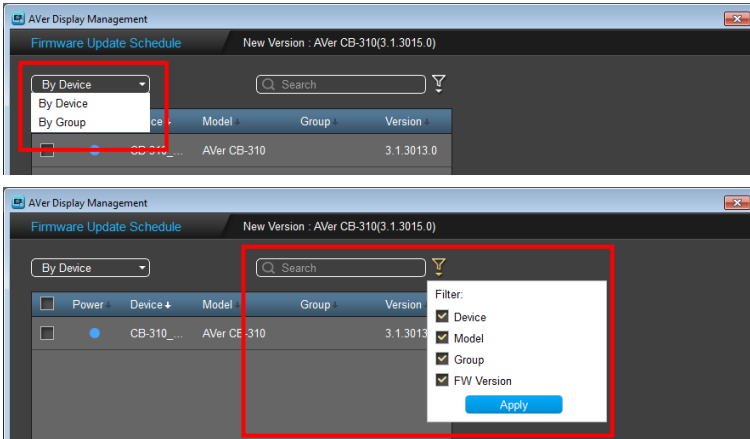 AVer Display Management
Firmware Update Schedule New Version : AVer CB-310(3.1.3015.0)
By Device Search
By Device
By Group
Model Group Version
CB-310_... AVer CB-310 3.1.3013.0
AVer Display Management
Firmware Update Schedule New Version : AVer CB-310(3.1.3015.0)
By Device Search
Power Device Model Group Version
CB-310_... AVer CB-310 3.1.3013
Filter:
Device
Model
Group
FW Version
Apply